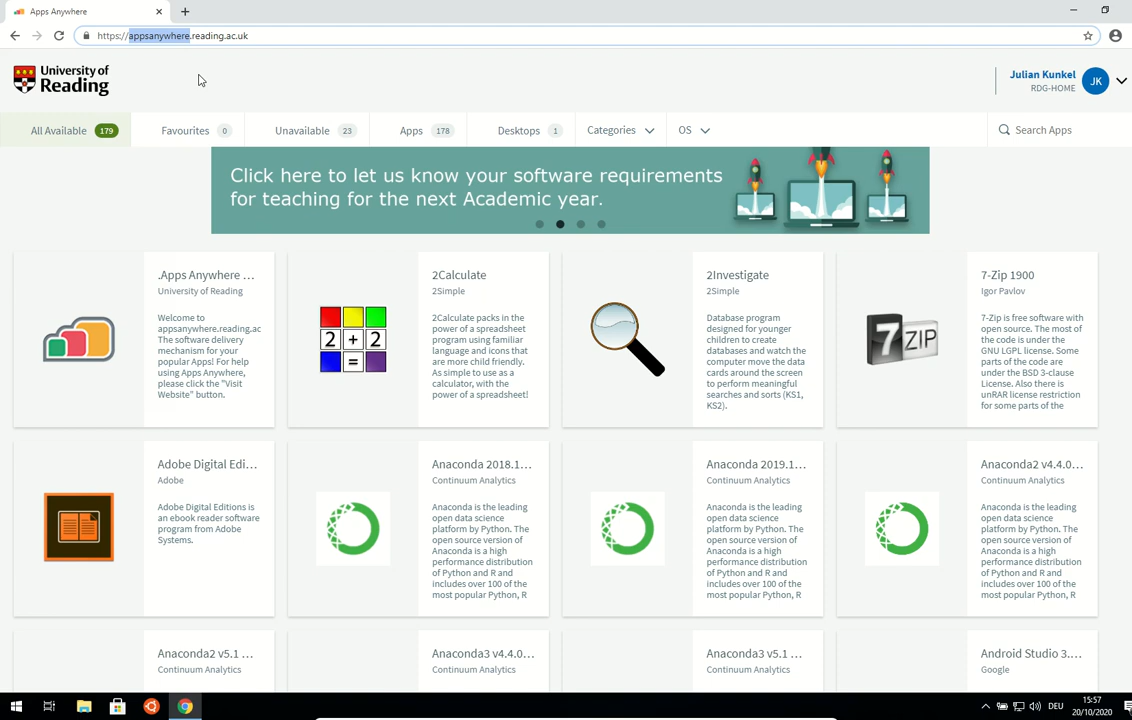 Apps Anywhere
https://appsanywhere.reading.ac.uk
University of
Reading
Julian Kunkel
RDG-HOME
JK
All Available 179
Favourites 0
Unavailable 23
Apps 178
Desktops 1
Categories
OS
Search Apps
Click here to let us know your software requirements
for teaching for the next Academic year.
.Apps Anywhere ...
University of Reading
Welcome to
appsanywhere.reading.ac
The software delivery
mechanism for your
popular Apps! For help
using Apps Anywhere,
please click the "Visit
Website" button.
2 + 2
=
2Calculate
2Simple
2Calculate packs in the
power of a spreadsheet
program using familiar
language and icons that
are more child friendly.
As simple to use as a
calculator, with the
power of a spreadsheet!
2Investigate
2Simple
Database program
designed for younger
children to create
databases and watch the
computer move the data
cards around the screen
to perform meaningful
searches and sorts (KS1,
KS2).
7 ZIP
7-Zip 1900
Igor Pavlov
7-Zip is free software with
open source. The most of
the code is under the
GNU LGPL license. Some
parts of the code are
under the BSD 3-clause
License. Also there is
unRAR license restriction
for some parts of the
Adobe Digital Edi...
Adobe
Adobe Digital Editions is
an ebook reader software
program from Adobe
Systems.
Anaconda 2018.1...
Continuum Analytics
Anaconda is the leading
open data science
platform by Python. The
open source version of
Anaconda is a high
performance distribution
of Python and R and
includes over 100 of the
most popular Python, R
Anaconda 2019.1...
Continuum Analytics
Anaconda is the leading
open data science
platform by Python. The
open source version of
Anaconda is a high
performance distribution
of Python and R and
includes over 100 of the
most popular Python, R
Anaconda2 v4.4.0...
Continuum Analytics
Anaconda is the leading
open data science
platform by Python. The
open source version of
Anaconda is a high
performance distribution
of Python and R and
includes over 100 of the
most popular Python, R
Anaconda2 v5.1 ...
Continuum Analytics
Anaconda3 v4.4.0...
Continuum Analytics
Anaconda3 v5.1 ...
Continuum Analytics
Android Studio 3....
Google
DEU
15:57
20/10/2020